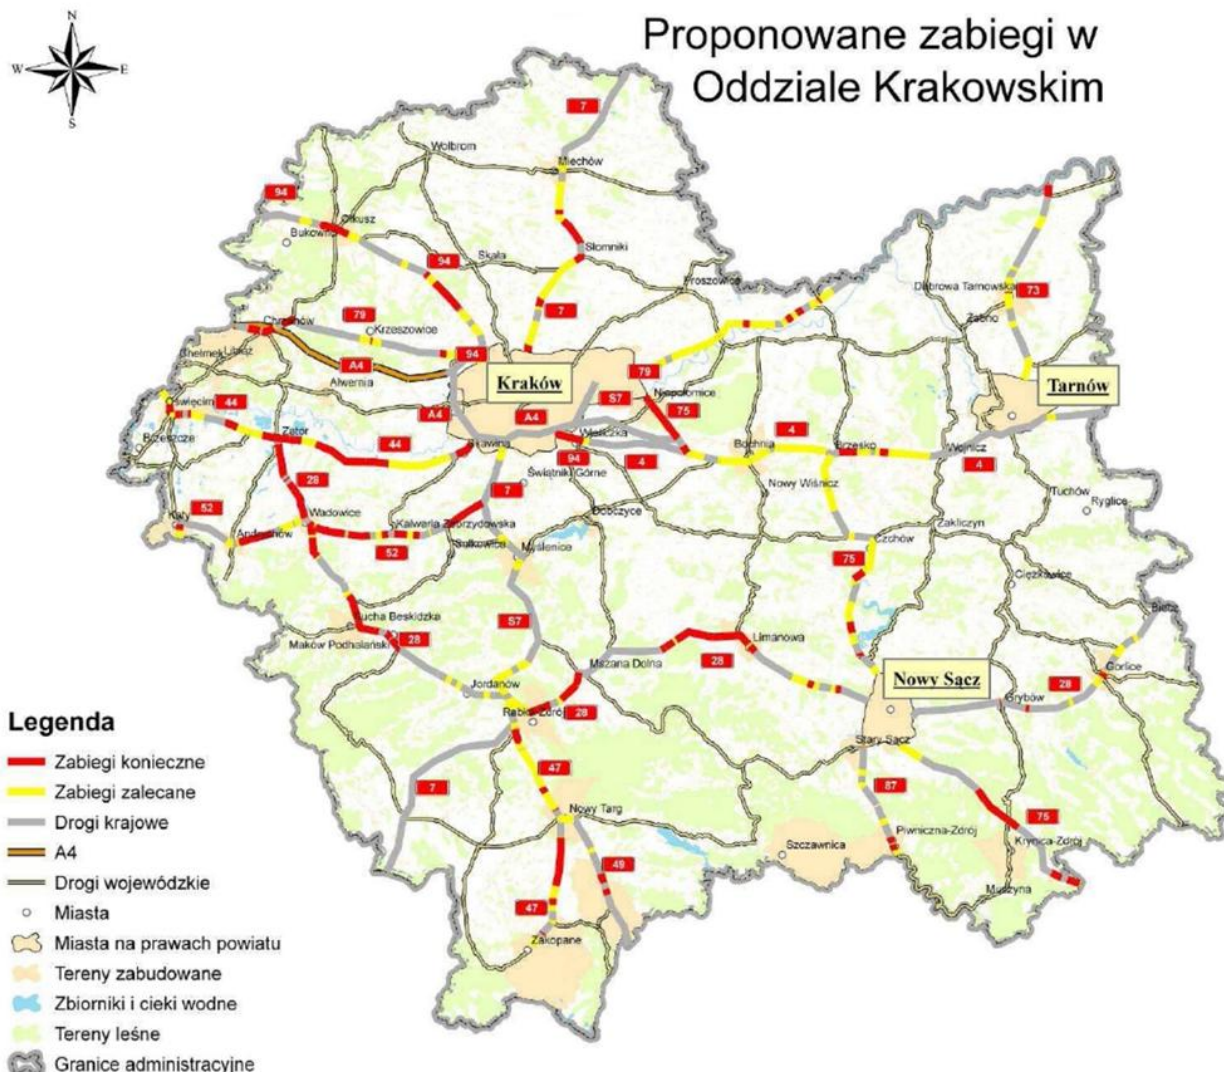 Proponowane zabiegi w
Oddziale Krakowskim
N
W
E
S
7
Wolbrom
Miechów
94
Olkusz
Bukowno
94
Skała
Słomniki
Proszowice
Dąbrowa Tarnowska
73
Żabno
7
79
Chrzanów
Krzeszowice
94
Chełmek
Libiąż
A4
Alwernia
Kraków
79
Tarnów
S7
Niepołomice
A4
A4
75
44
Oświęcim
Brzeszcze
Zator
44
Skawina
Wieliczka
94
4
Bochnia
4
Brzesko
Wojnicz
4
28
Świątniki Górne
7
Nowy Wiśnicz
Tuchów
Ryglice
52
Kęty
Andrychów
Wadowice
Kalwaria Zebrzydowska
52
Dobczyce
Zakliczyn
Sułkowice
Myślenice
Czchów
75
Ciężkowice
Biecz
Sucha Beskidzka
Maków Podhalański
28
S7
Mszana Dolna
Limanowa
28
Gorlice
Nowy Sącz
Jordanów
Grybów
28
Rabka-Zdrój
28
Stary Sącz
Legenda
Zabiegi konieczne
Zabiegi zalecane
Drogi krajowe
A4
Drogi wojewódzkie
Miasta
Miasta na prawach powiatu
Tereny zabudowane
Zbiorniki i cieki wodne
Tereny leśne
Granice administracyjne
7
47
87
Nowy Targ
75
Piwniczna-Zdrój
Szczawnica
Krynica-Zdrój
49
Muszyna
47
Zakopane